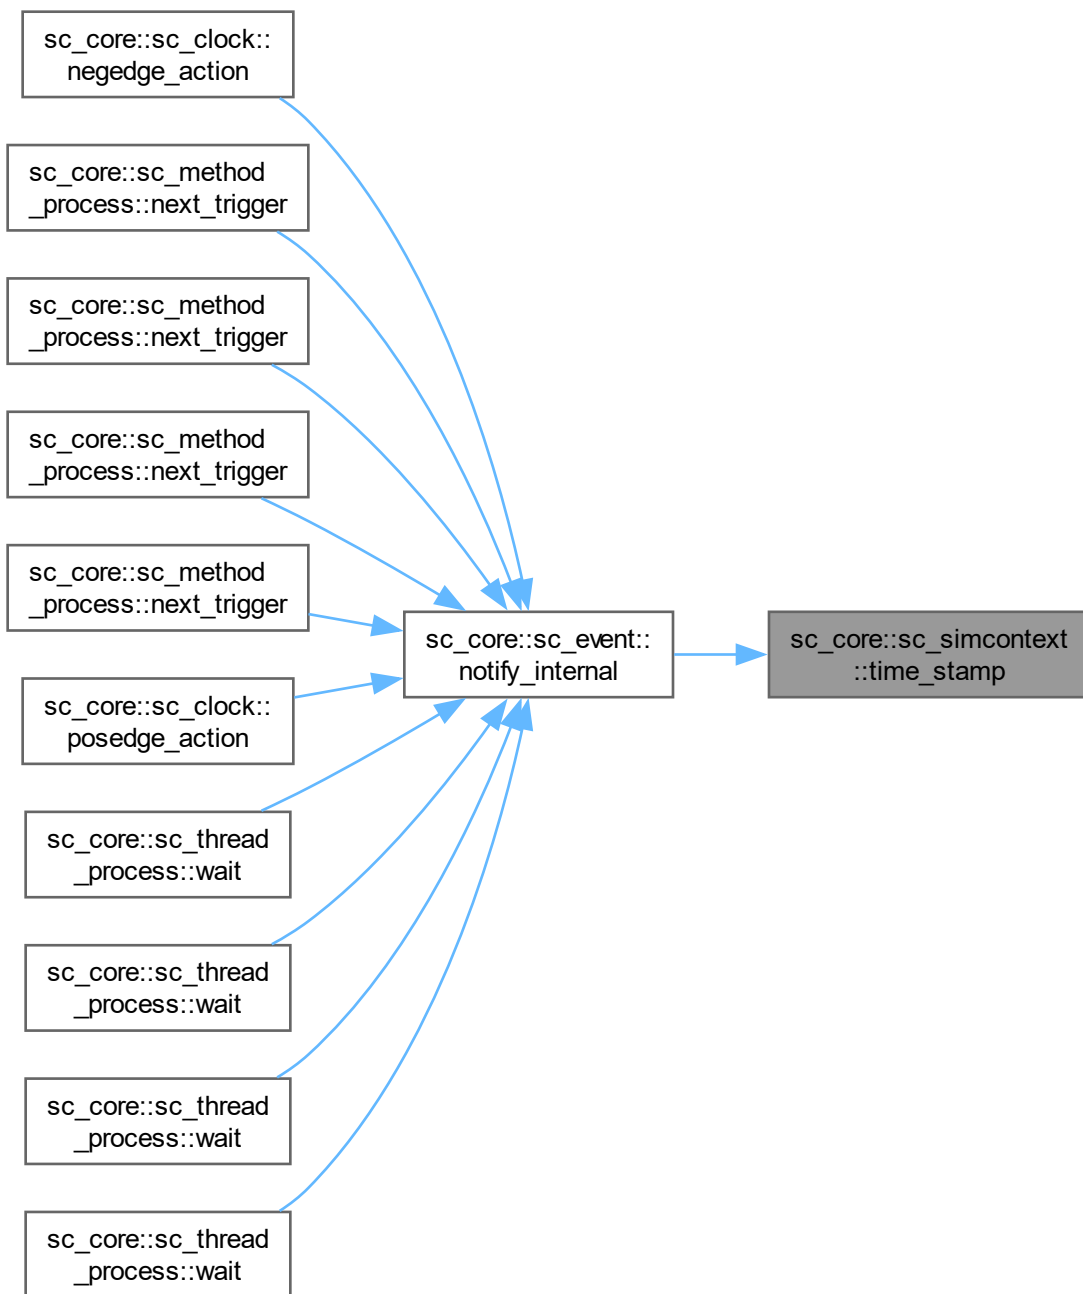 sc_core::sc_clock::
negedge_action
sc_core::sc_method
_process::next_trigger
sc_core::sc_method
_process::next_trigger
sc_core::sc_method
_process::next_trigger
sc_core::sc_method
_process::next_trigger
sc_core::sc_clock::
posedge_action
sc_core::sc_thread
_process::wait
sc_core::sc_thread
_process::wait
sc_core::sc_thread
_process::wait
sc_core::sc_thread
_process::wait
sc_core::sc_event::
notify_internal
sc_core::sc_simcontext
::time_stamp